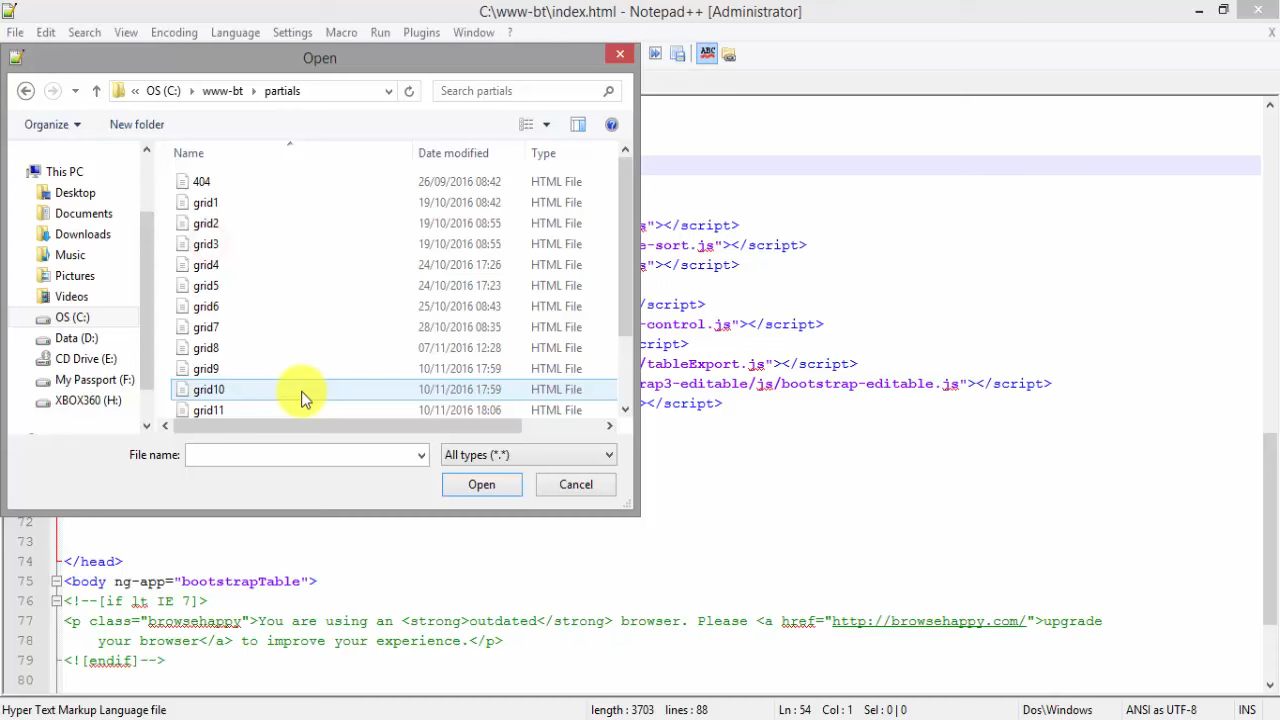 C:\www-bt\index.html - Notepad++ [Administrator]
File Edit Search View Encoding Language Settings Macro Run Plugins Window ? X
ABC
Open
« OS (C:) www-bt partials Search partials
Organize New folder
Name Date modified Type
This PC
Desktop
Documents
Downloads
Music
Pictures
Videos
OS (C:)
Data (D:)
CD Drive (E:)
My Passport (F:)
XBOX360 (H:)
404 26/09/2016 08:42 HTML File
grid1 19/10/2016 08:42 HTML File
grid2 19/10/2016 08:55 HTML File
grid3 19/10/2016 08:55 HTML File
grid4 24/10/2016 17:26 HTML File
grid5 24/10/2016 17:23 HTML File
grid6 25/10/2016 08:43 HTML File
grid7 28/10/2016 08:35 HTML File
grid8 07/11/2016 12:28 HTML File
grid9 10/11/2016 17:59 HTML File
grid10 10/11/2016 17:59 HTML File
grid11 10/11/2016 18:06 HTML File
File name: All types (*.*)
Open Cancel
s"></script>
e-sort.js"></script>
s"></script>
/script>
-control.js"></script>
ript>
/tableExport.js"></script>
rap3-editable/js/bootstrap-editable.js"></script>
></script>
72
73
74 </head>
75 <body ng-app="bootstrapTable">
76 <!--[if lt IE 7]>
77 <p class="browsehappy">You are using an <strong>outdated</strong> browser. Please <a href="http://browsehappy.com/">upgrade
78 your browser</a> to improve your experience.</p>
79 <![endif]-->
80
Hyper Text Markup Language file length : 3703 lines : 88 Ln : 54 Col : 1 Sel : 0 | 0 Dos\Windows ANSI as UTF-8 INS